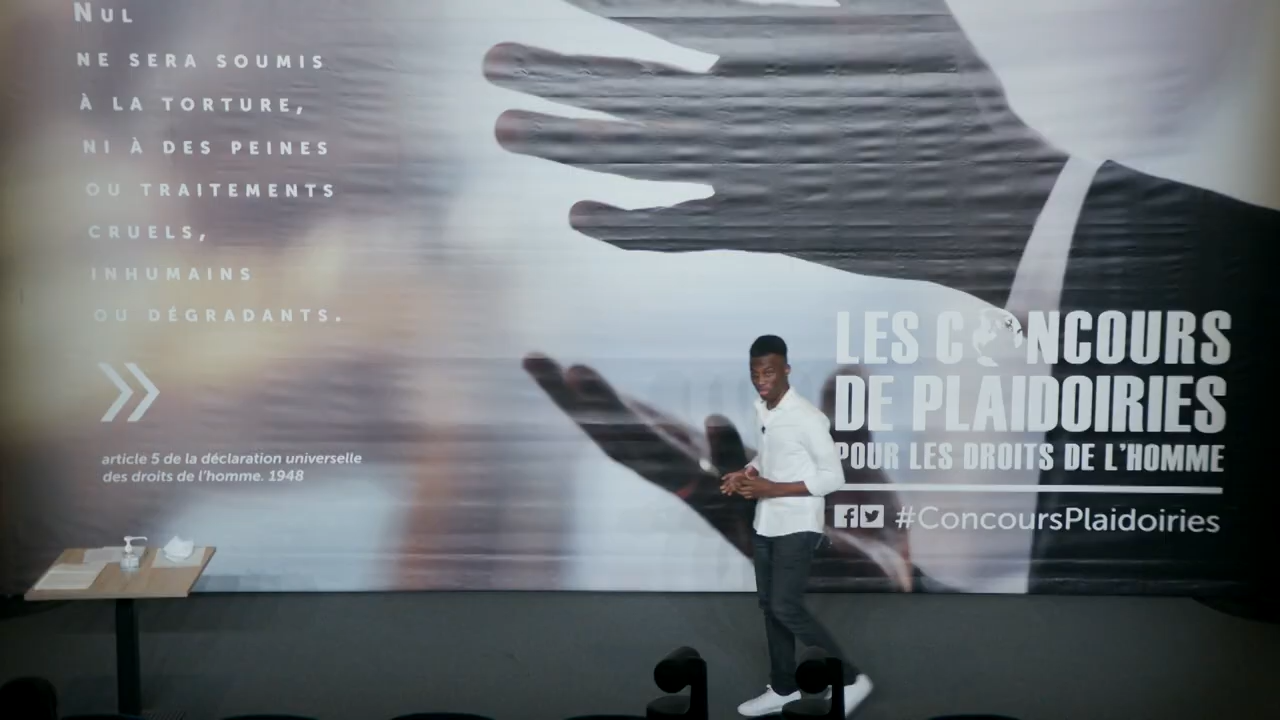 NUL
NE SERA SOUMIS
À LA TORTURE,
NI À DES PEINES
OU TRAITEMENTS
CRUELS,
INHUMAINS
OU DÉGRADANTS.
article 5 de la déclaration universelle
des droits de l'homme. 1948
LES CONCOURS
DE PLAIDOIRIES
POUR LES DROITS DE L'HOMME
#ConcoursPlaidoiries